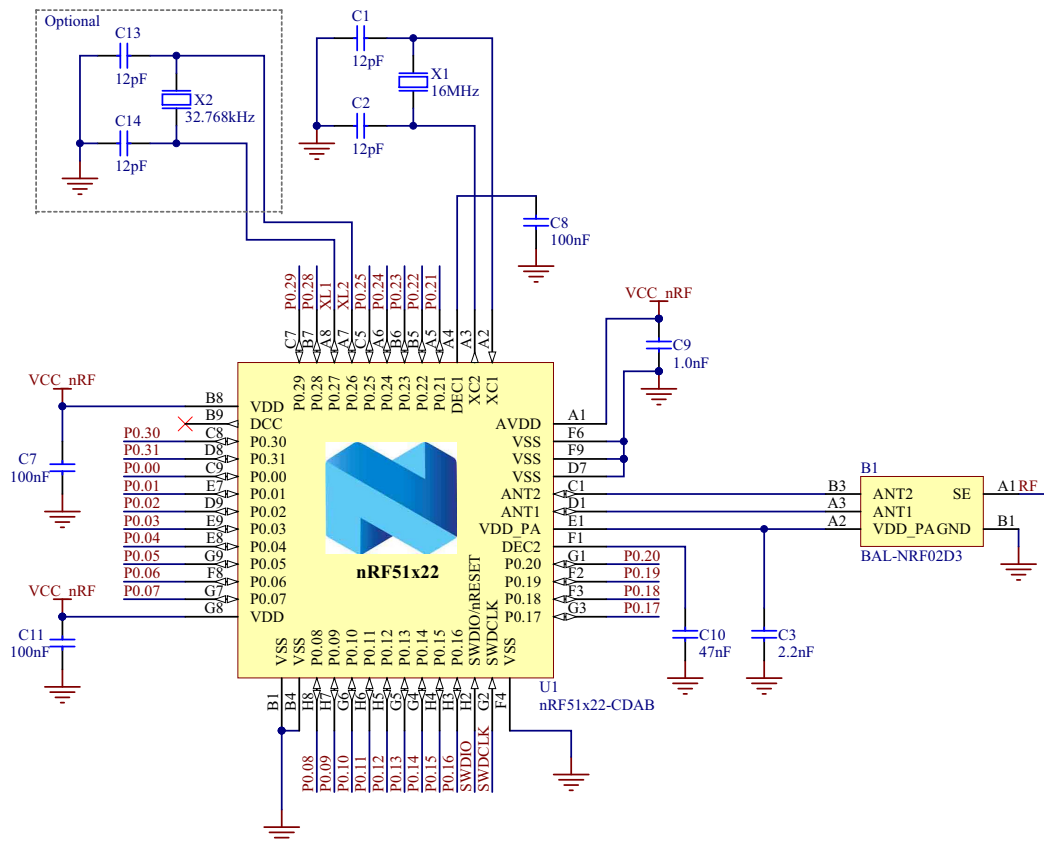 Optional
C13
12pF
X2
32.768kHz
C14
12pF
C1
12pF
X1
16MHz
C2
12pF
C8
100nF
P0.29
P0.28
XL1
XL2
P0.25
P0.24
P0.23
P0.22
P0.21
C7
B7
A8
A7
C5
A6
B6
B5
A5
A4
A3
A2
P0.29
P0.28
P0.27
P0.26
P0.25
P0.24
P0.23
P0.22
P0.21
DEC1
XC2
XC1
VCC_nRF
C9
1.0nF
VCC_nRF
C7
100nF
B8 VDD
B9 DCC
P0.30 C8 P0.30
P0.31 D8 P0.31
P0.00 C9 P0.00
P0.01 E7 P0.01
P0.02 D9 P0.02
P0.03 E9 P0.03
P0.04 E8 P0.04
P0.05 G9 P0.05
P0.06 F8 P0.06
P0.07 G7 P0.07
G8 VDD
VCC_nRF
C11
100nF
nRF51x22
AVDD A1
VSS F6
VSS F9
VSS D7
ANT2 C1
ANT1 D1
VDD_PA E1
DEC2 F1
P0.20 G1 P0.20
P0.19 F2 P0.19
P0.18 F3 P0.18
P0.17 G3 P0.17
B1
B3 ANT2 SE A1 RF
A3 ANT1
A2 VDD_PA GND B1
BAL-NRF02D3
C10
47nF
C3
2.2nF
VSS
VSS
P0.08
P0.09
P0.10
P0.11
P0.12
P0.13
P0.14
P0.15
P0.16
SWDIO/nRESET
SWDCLK
VSS
U1
nRF51x22-CDAB
B1
B4
H8
H7
G6
H6
H5
G5
G4
H4
H3
H2
G2
F4
P0.08
P0.09
P0.10
P0.11
P0.12
P0.13
P0.14
P0.15
P0.16
SWDIO
SWDCLK